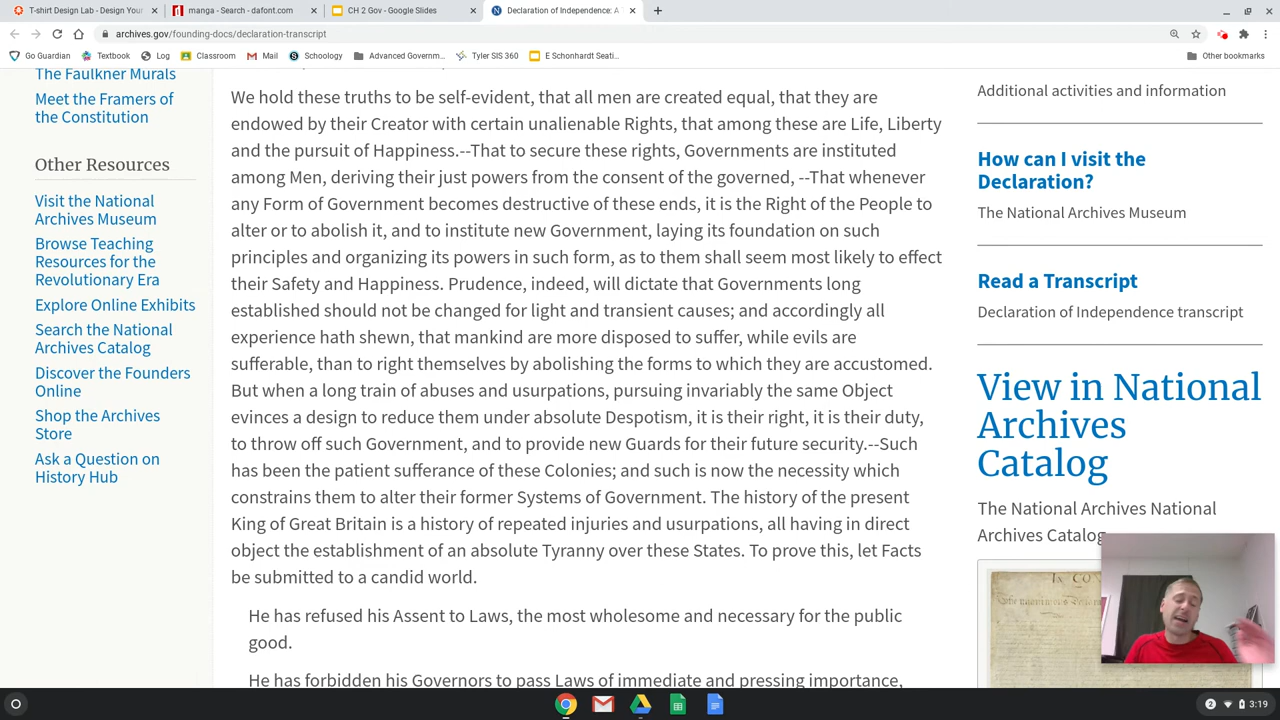 T-shirt Design Lab - Design Your
manga - Search - dafont.com
CH 2 Gov - Google Slides
Declaration of Independence: A T
archives.gov/founding-docs/declaration-transcript
Go Guardian
Textbook
Log
Classroom
Mail
Schoology
Advanced Governm...
Tyler SIS 360
E Schonhardt Seati...
Other bookmarks
The Faulkner Murals
Meet the Framers of
the Constitution
Other Resources
Visit the National
Archives Museum
Browse Teaching
Resources for the
Revolutionary Era
Explore Online Exhibits
Search the National
Archives Catalog
Discover the Founders
Online
Shop the Archives
Store
Ask a Question on
History Hub
We hold these truths to be self-evident, that all men are created equal, that they are
endowed by their Creator with certain unalienable Rights, that among these are Life, Liberty
and the pursuit of Happiness.--That to secure these rights, Governments are instituted
among Men, deriving their just powers from the consent of the governed, --That whenever
any Form of Government becomes destructive of these ends, it is the Right of the People to
alter or to abolish it, and to institute new Government, laying its foundation on such
principles and organizing its powers in such form, as to them shall seem most likely to effect
their Safety and Happiness. Prudence, indeed, will dictate that Governments long
established should not be changed for light and transient causes; and accordingly all
experience hath shewn, that mankind are more disposed to suffer, while evils are
sufferable, than to right themselves by abolishing the forms to which they are accustomed.
But when a long train of abuses and usurpations, pursuing invariably the same Object
evinces a design to reduce them under absolute Despotism, it is their right, it is their duty,
to throw off such Government, and to provide new Guards for their future security.--Such
has been the patient sufferance of these Colonies; and such is now the necessity which
constrains them to alter their former Systems of Government. The history of the present
King of Great Britain is a history of repeated injuries and usurpations, all having in direct
object the establishment of an absolute Tyranny over these States. To prove this, let Facts
be submitted to a candid world.
He has refused his Assent to Laws, the most wholesome and necessary for the public
good.
He has forbidden his Governors to pass Laws of immediate and pressing importance,
Additional activities and information
How can I visit the
Declaration?
The National Archives Museum
Read a Transcript
Declaration of Independence transcript
View in National
Archives
Catalog
The National Archives National
Archives Catalog
IN CO
2
3:19